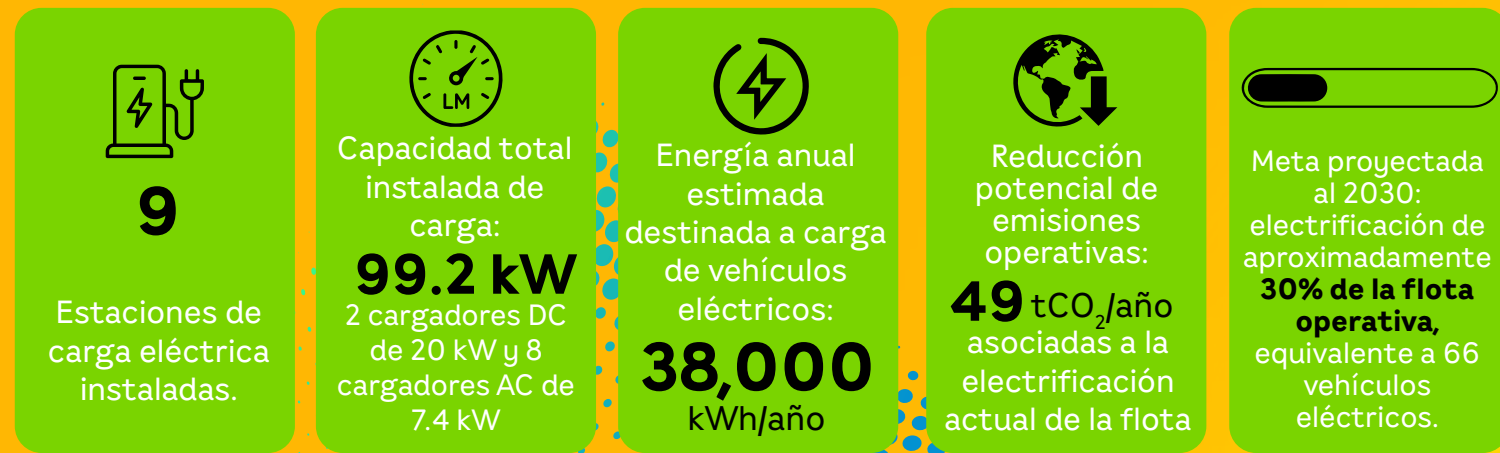 9
Estaciones de
carga eléctrica
instaladas.
LM
Capacidad total
instalada de
carga:
99.2 kW
2 cargadores DC
de 20 kW y 8
cargadores AC de
7.4 kW
Energía anual
estimada
destinada a carga
de vehículos
eléctricos:
38,000
kWh/año
Reducción
potencial de
emisiones
operativas:
49 tCO₂/año
asociadas a la
electrificación
actual de la flota
Meta proyectada
al 2030:
electrificación de
aproximadamente
30% de la flota
operativa,
equivalente a 66
vehículos
eléctricos.